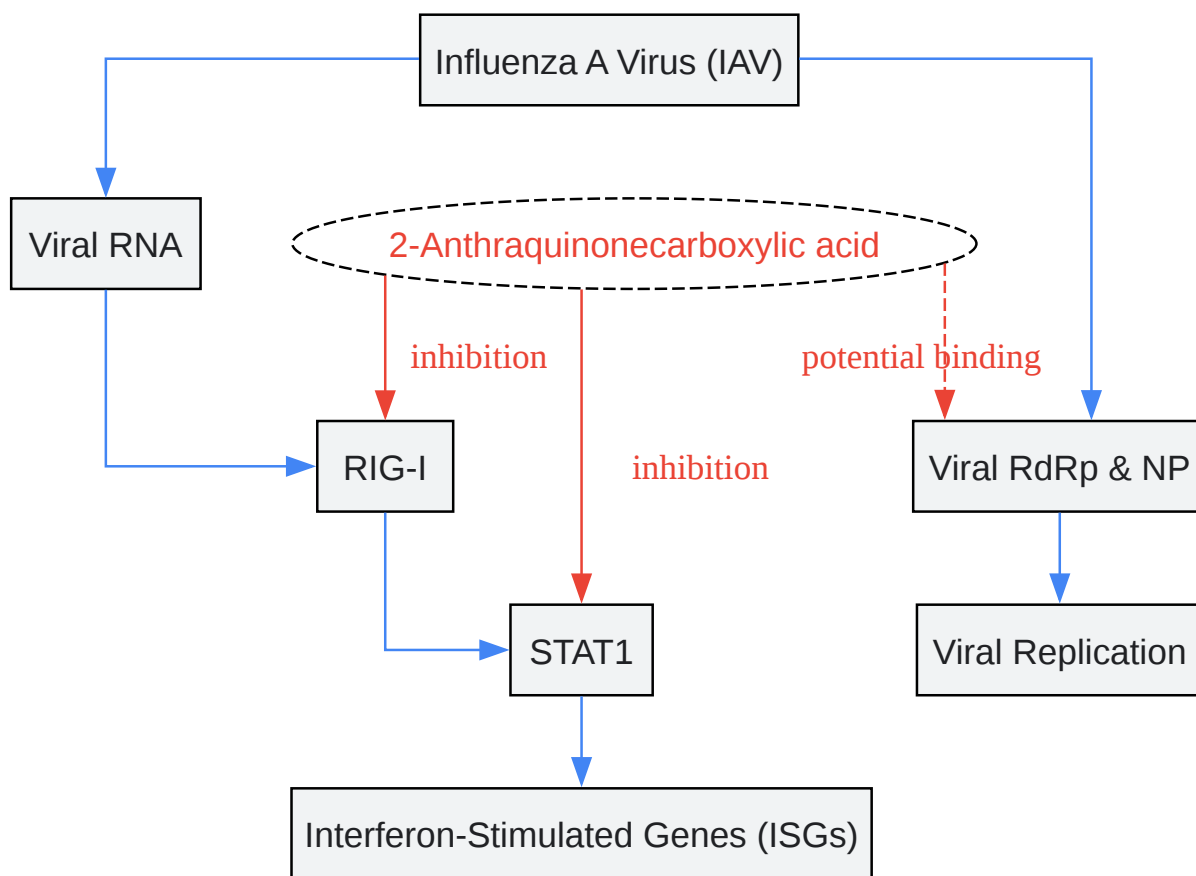 Influenza A Virus (IAV)
Viral RNA
2-Anthraquinonecarboxylic acid
inhibition
potential binding
RIG-I
inhibition
Viral RdRp & NP
STAT1
Viral Replication
Interferon-Stimulated Genes (ISGs)